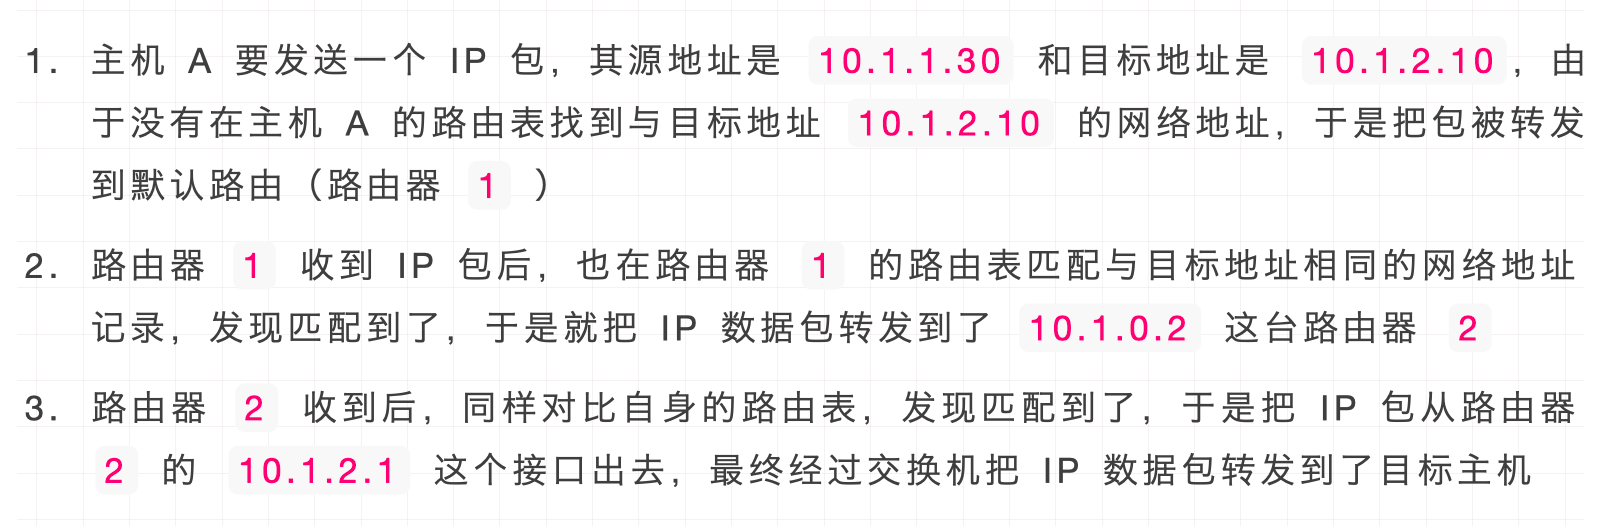 1. 主机 A 要发送一个 IP 包，其源地址是 10.1.1.30 和目标地址是 10.1.2.10，由
于没有在主机 A 的路由表找到与目标地址 10.1.2.10 的网络地址，于是把包被转发
到默认路由（路由器 1 ）
2. 路由器 1 收到 IP 包后，也在路由器 1 的路由表匹配与目标地址相同的网络地址
记录，发现匹配到了，于是就把 IP 数据包转发到了 10.1.0.2 这台路由器 2
3. 路由器 2 收到后，同样对比自身的路由表，发现匹配到了，于是把 IP 包从路由器
2 的 10.1.2.1 这个接口出去，最终经过交换机把 IP 数据包转发到了目标主机